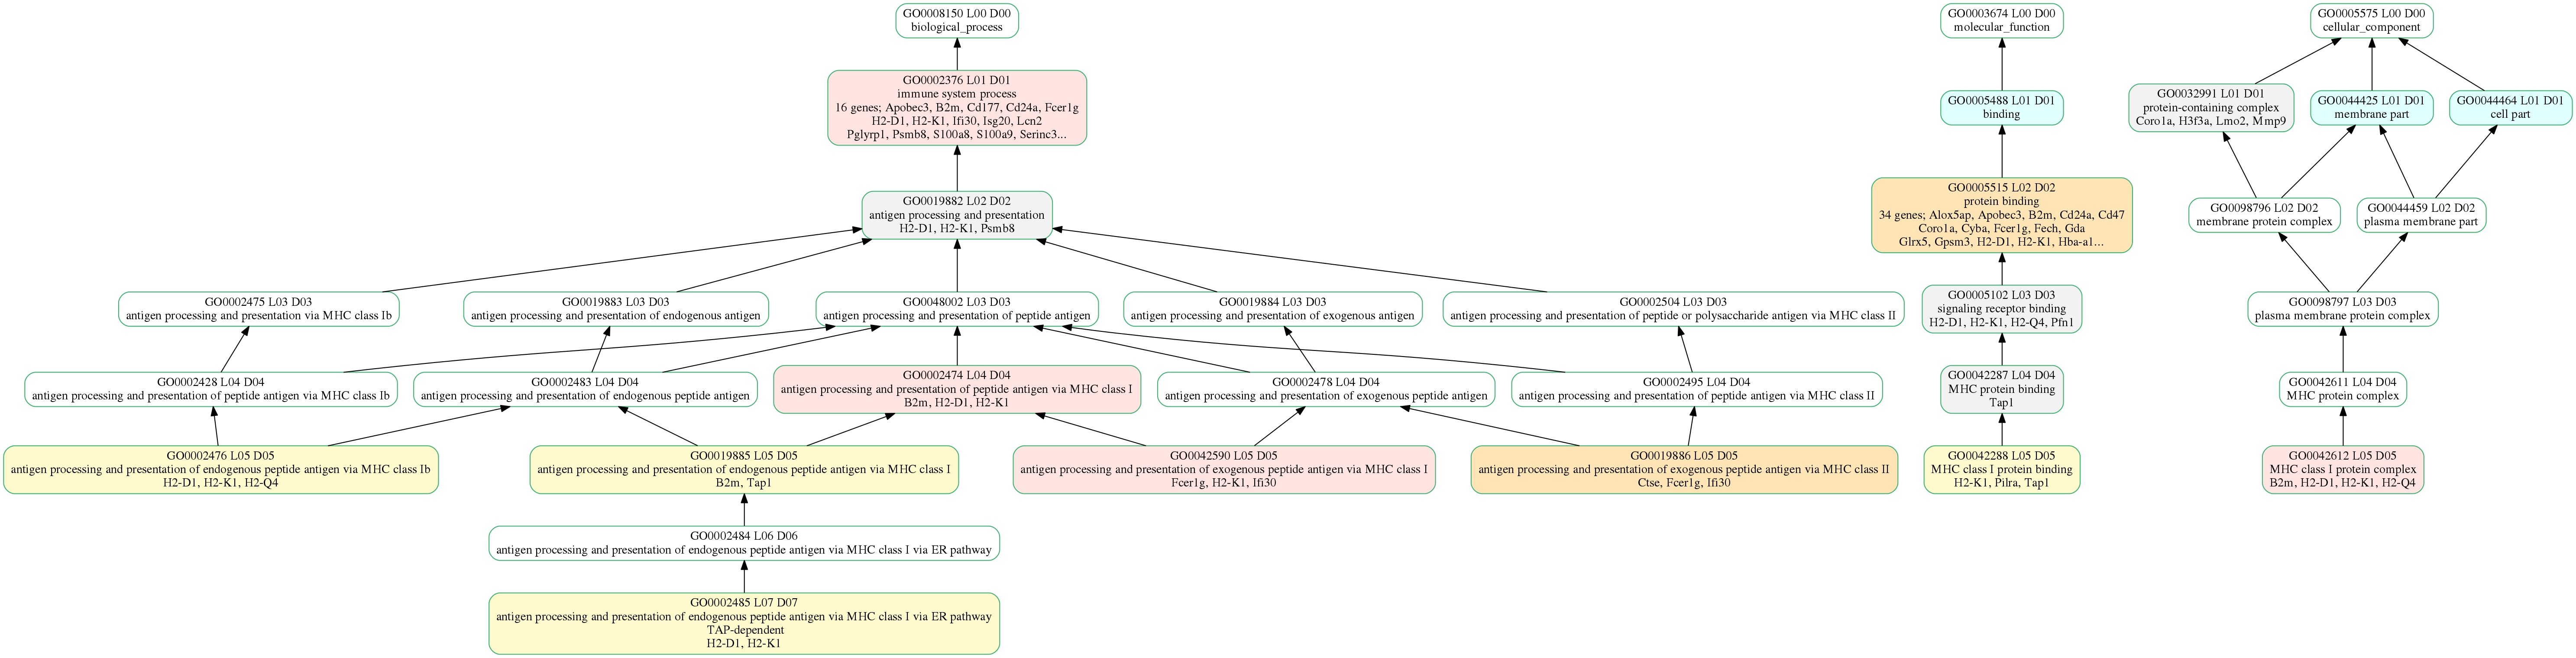 GO0008150 L00 D00
biological_process
GO0003674 L00 D00
molecular_function
GO0005575 L00 D00
cellular_component
GO0002376 L01 D01
immune system process
16 genes; Apobec3, B2m, Cd177, Cd24a, Fcer1g
H2-D1, H2-K1, Ifi30, Isg20, Lcn2
Pglyrp1, Psmb8, S100a8, S100a9, Serinc3...
GO0005488 L01 D01
binding
GO0032991 L01 D01
protein-containing complex
Coro1a, H3f3a, Lmo2, Mmp9
GO0044425 L01 D01
membrane part
GO0044464 L01 D01
cell part
GO0019882 L02 D02
antigen processing and presentation
H2-D1, H2-K1, Psmb8
GO0005515 L02 D02
protein binding
34 genes; Alox5ap, Apobec3, B2m, Cd24a, Cd47
Coro1a, Cyba, Fcer1g, Fech, Gda
Glrx5, Gpsm3, H2-D1, H2-K1, Hba-a1...
GO0098796 L02 D02
membrane protein complex
GO0044459 L02 D02
plasma membrane part
GO0002475 L03 D03
antigen processing and presentation via MHC class Ib
GO0019883 L03 D03
antigen processing and presentation of endogenous antigen
GO0048002 L03 D03
antigen processing and presentation of peptide antigen
GO0019884 L03 D03
antigen processing and presentation of exogenous antigen
GO0002504 L03 D03
antigen processing and presentation of peptide or polysaccharide antigen via MHC class II
GO0005102 L03 D03
signaling receptor binding
H2-D1, H2-K1, H2-Q4, Pfn1
GO0098797 L03 D03
plasma membrane protein complex
GO0002428 L04 D04
antigen processing and presentation of peptide antigen via MHC class Ib
GO0002483 L04 D04
antigen processing and presentation of endogenous peptide antigen
GO0002474 L04 D04
antigen processing and presentation of peptide antigen via MHC class I
B2m, H2-D1, H2-K1
GO0002478 L04 D04
antigen processing and presentation of exogenous peptide antigen
GO0002495 L04 D04
antigen processing and presentation of peptide antigen via MHC class II
GO0042287 L04 D04
MHC protein binding
Tap1
GO0042611 L04 D04
MHC protein complex
GO0002476 L05 D05
antigen processing and presentation of endogenous peptide antigen via MHC class Ib
H2-D1, H2-K1, H2-Q4
GO0019885 L05 D05
antigen processing and presentation of endogenous peptide antigen via MHC class I
B2m, Tap1
GO0042590 L05 D05
antigen processing and presentation of exogenous peptide antigen via MHC class I
Fcer1g, H2-K1, Ifi30
GO0019886 L05 D05
antigen processing and presentation of exogenous peptide antigen via MHC class II
Ctse, Fcer1g, Ifi30
GO0042288 L05 D05
MHC class I protein binding
H2-K1, Pilra, Tap1
GO0042612 L05 D05
MHC class I protein complex
B2m, H2-D1, H2-K1, H2-Q4
GO0002484 L06 D06
antigen processing and presentation of endogenous peptide antigen via MHC class I via ER pathway
GO0002485 L07 D07
antigen processing and presentation of endogenous peptide antigen via MHC class I via ER pathway
TAP-dependent
H2-D1, H2-K1